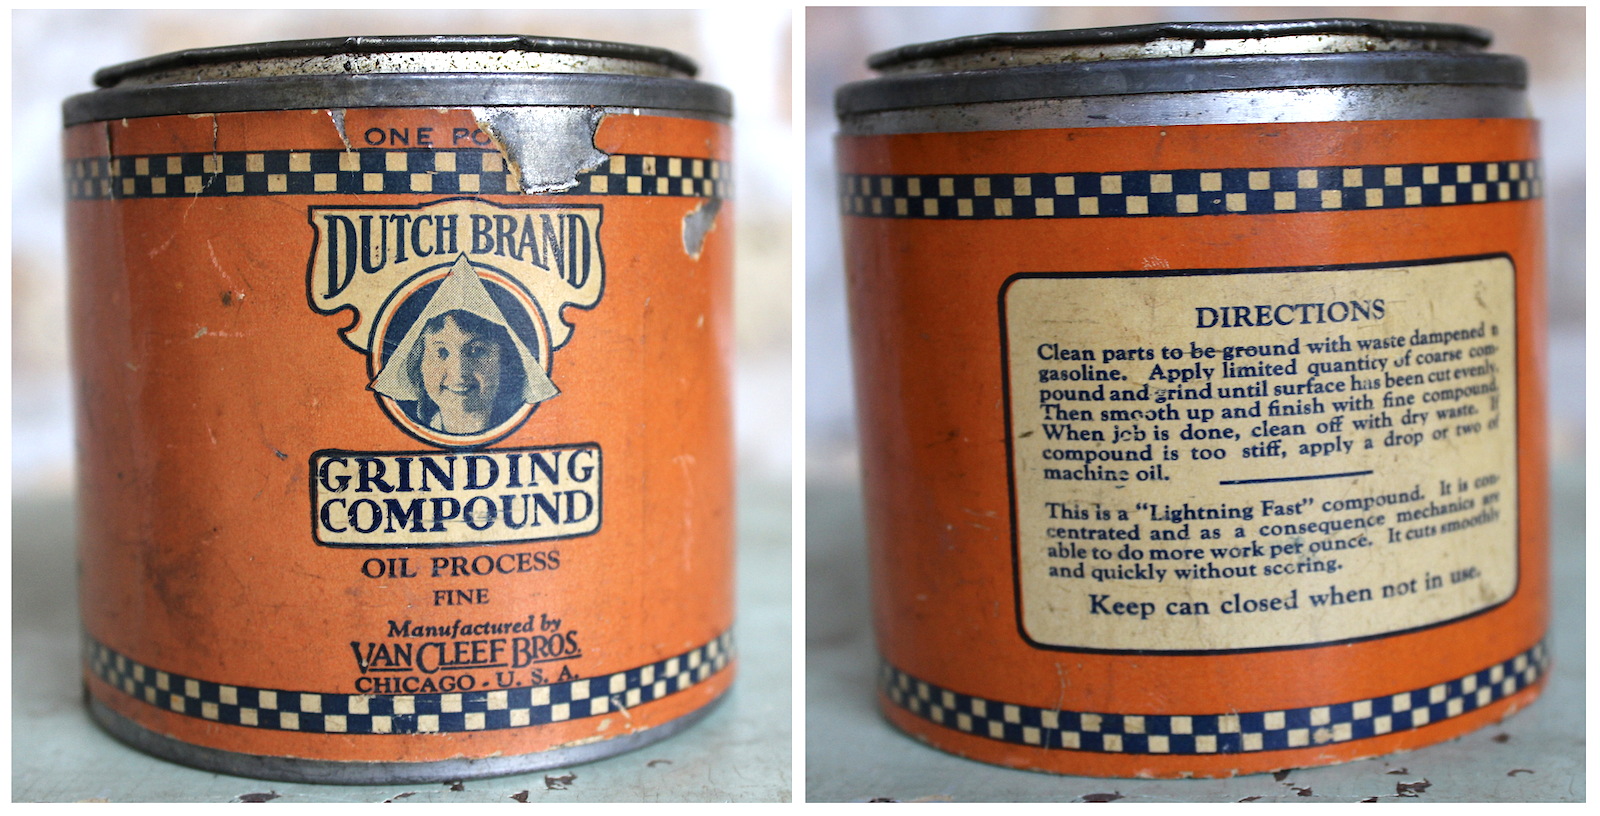 ONE
DUTCH BRAND
GRINDING
COMPOUND
OIL PROCESS
FINE
Manufactured by
VAN CLEEF BROS.
CHICAGO - U. S. A.
DIRECTIONS
Clean parts to be ground with waste dampened
gasoline. Apply limited quantity of coarse com-
pound and grind until surface has been cut evenly.
Then smooth up and finish with fine compound.
When job is done, clean off with dry waste. If
compound is too stiff, apply a drop or two of
machine oil.
This is a “Lightning Fast” compound. It is con-
centrated and as a consequence mechanics are
able to do more work per ounce. It cuts smoothly
and quickly without scoring.
Keep can closed when not in use.